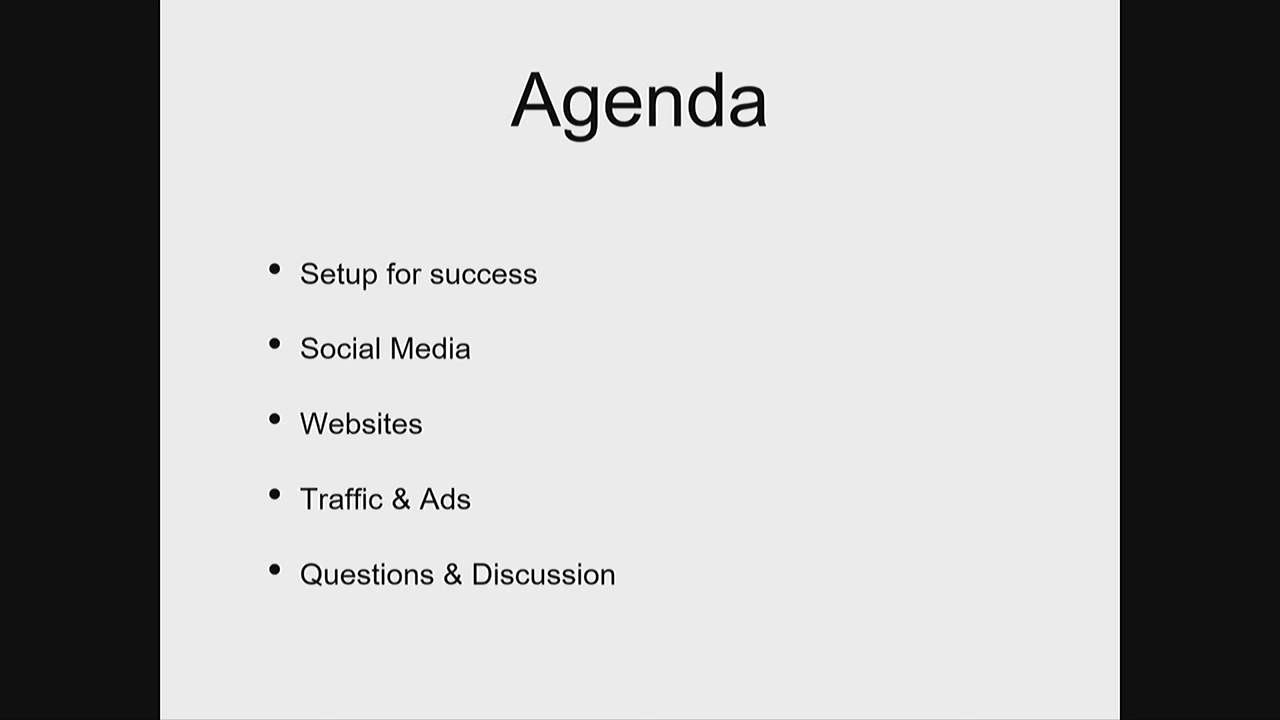 Agenda
• Setup for success
• Social Media
• Websites
• Traffic & Ads
• Questions & Discussion